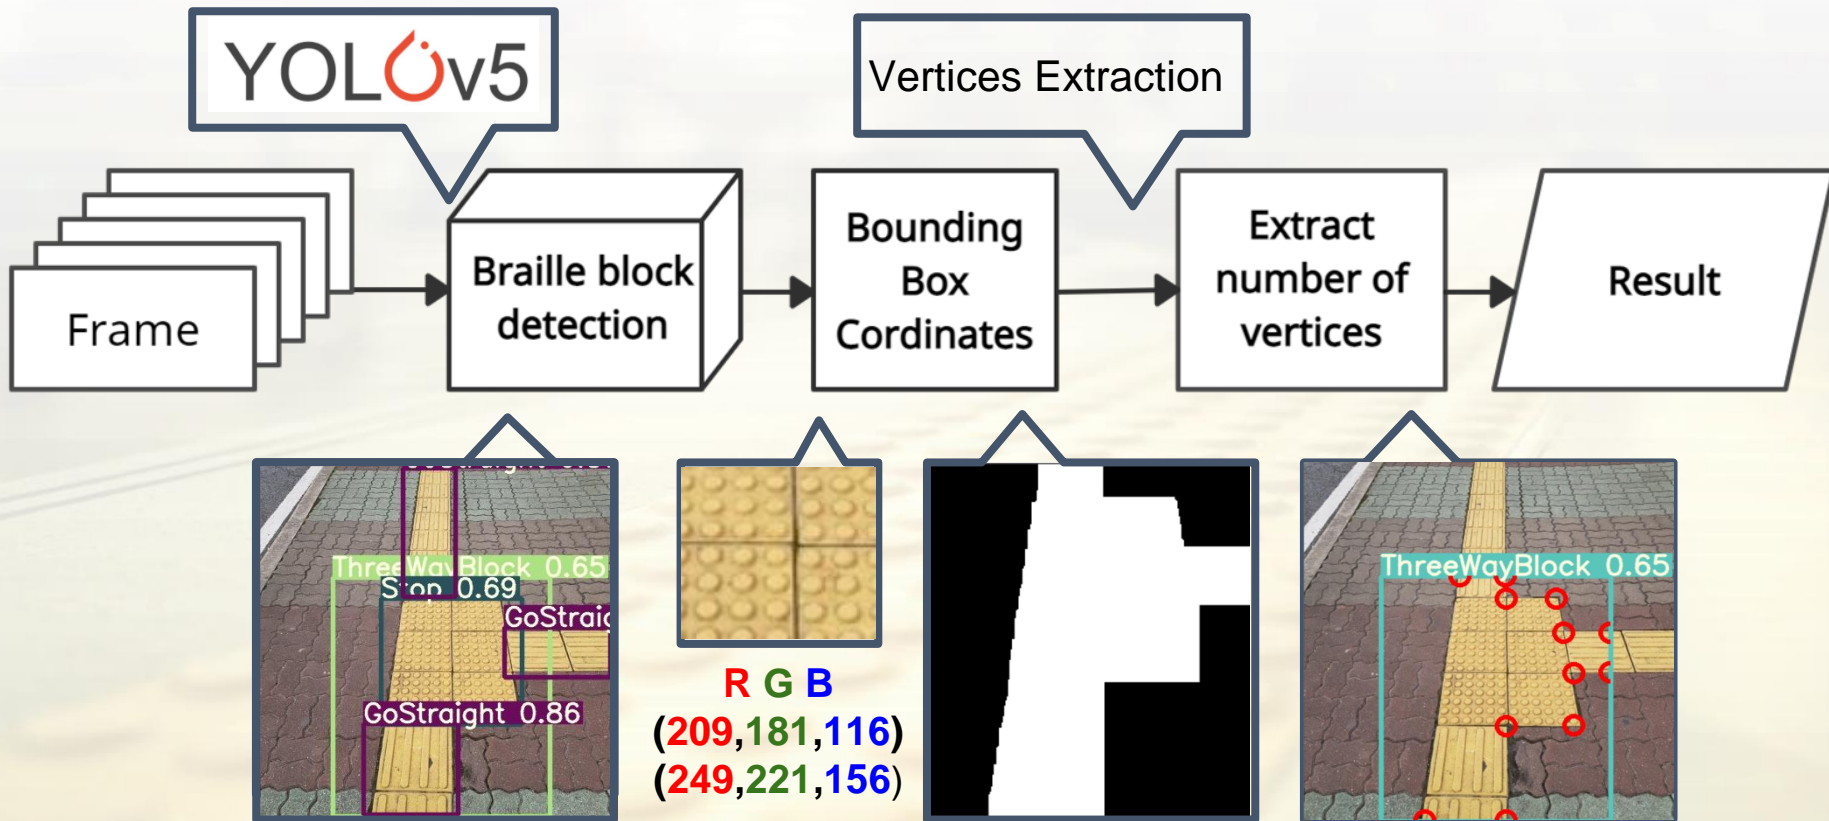 YOLOv5
Vertices Extraction
Frame
Braille block
detection
Bounding
Box
Cordinates
Extract
number of
vertices
Result
ThreeWayBlock 0.65
Stop 0.69
GoStraight 0.86
R G B
(209,181,116)
(249,221,156)
ThreeWayBlock 0.65